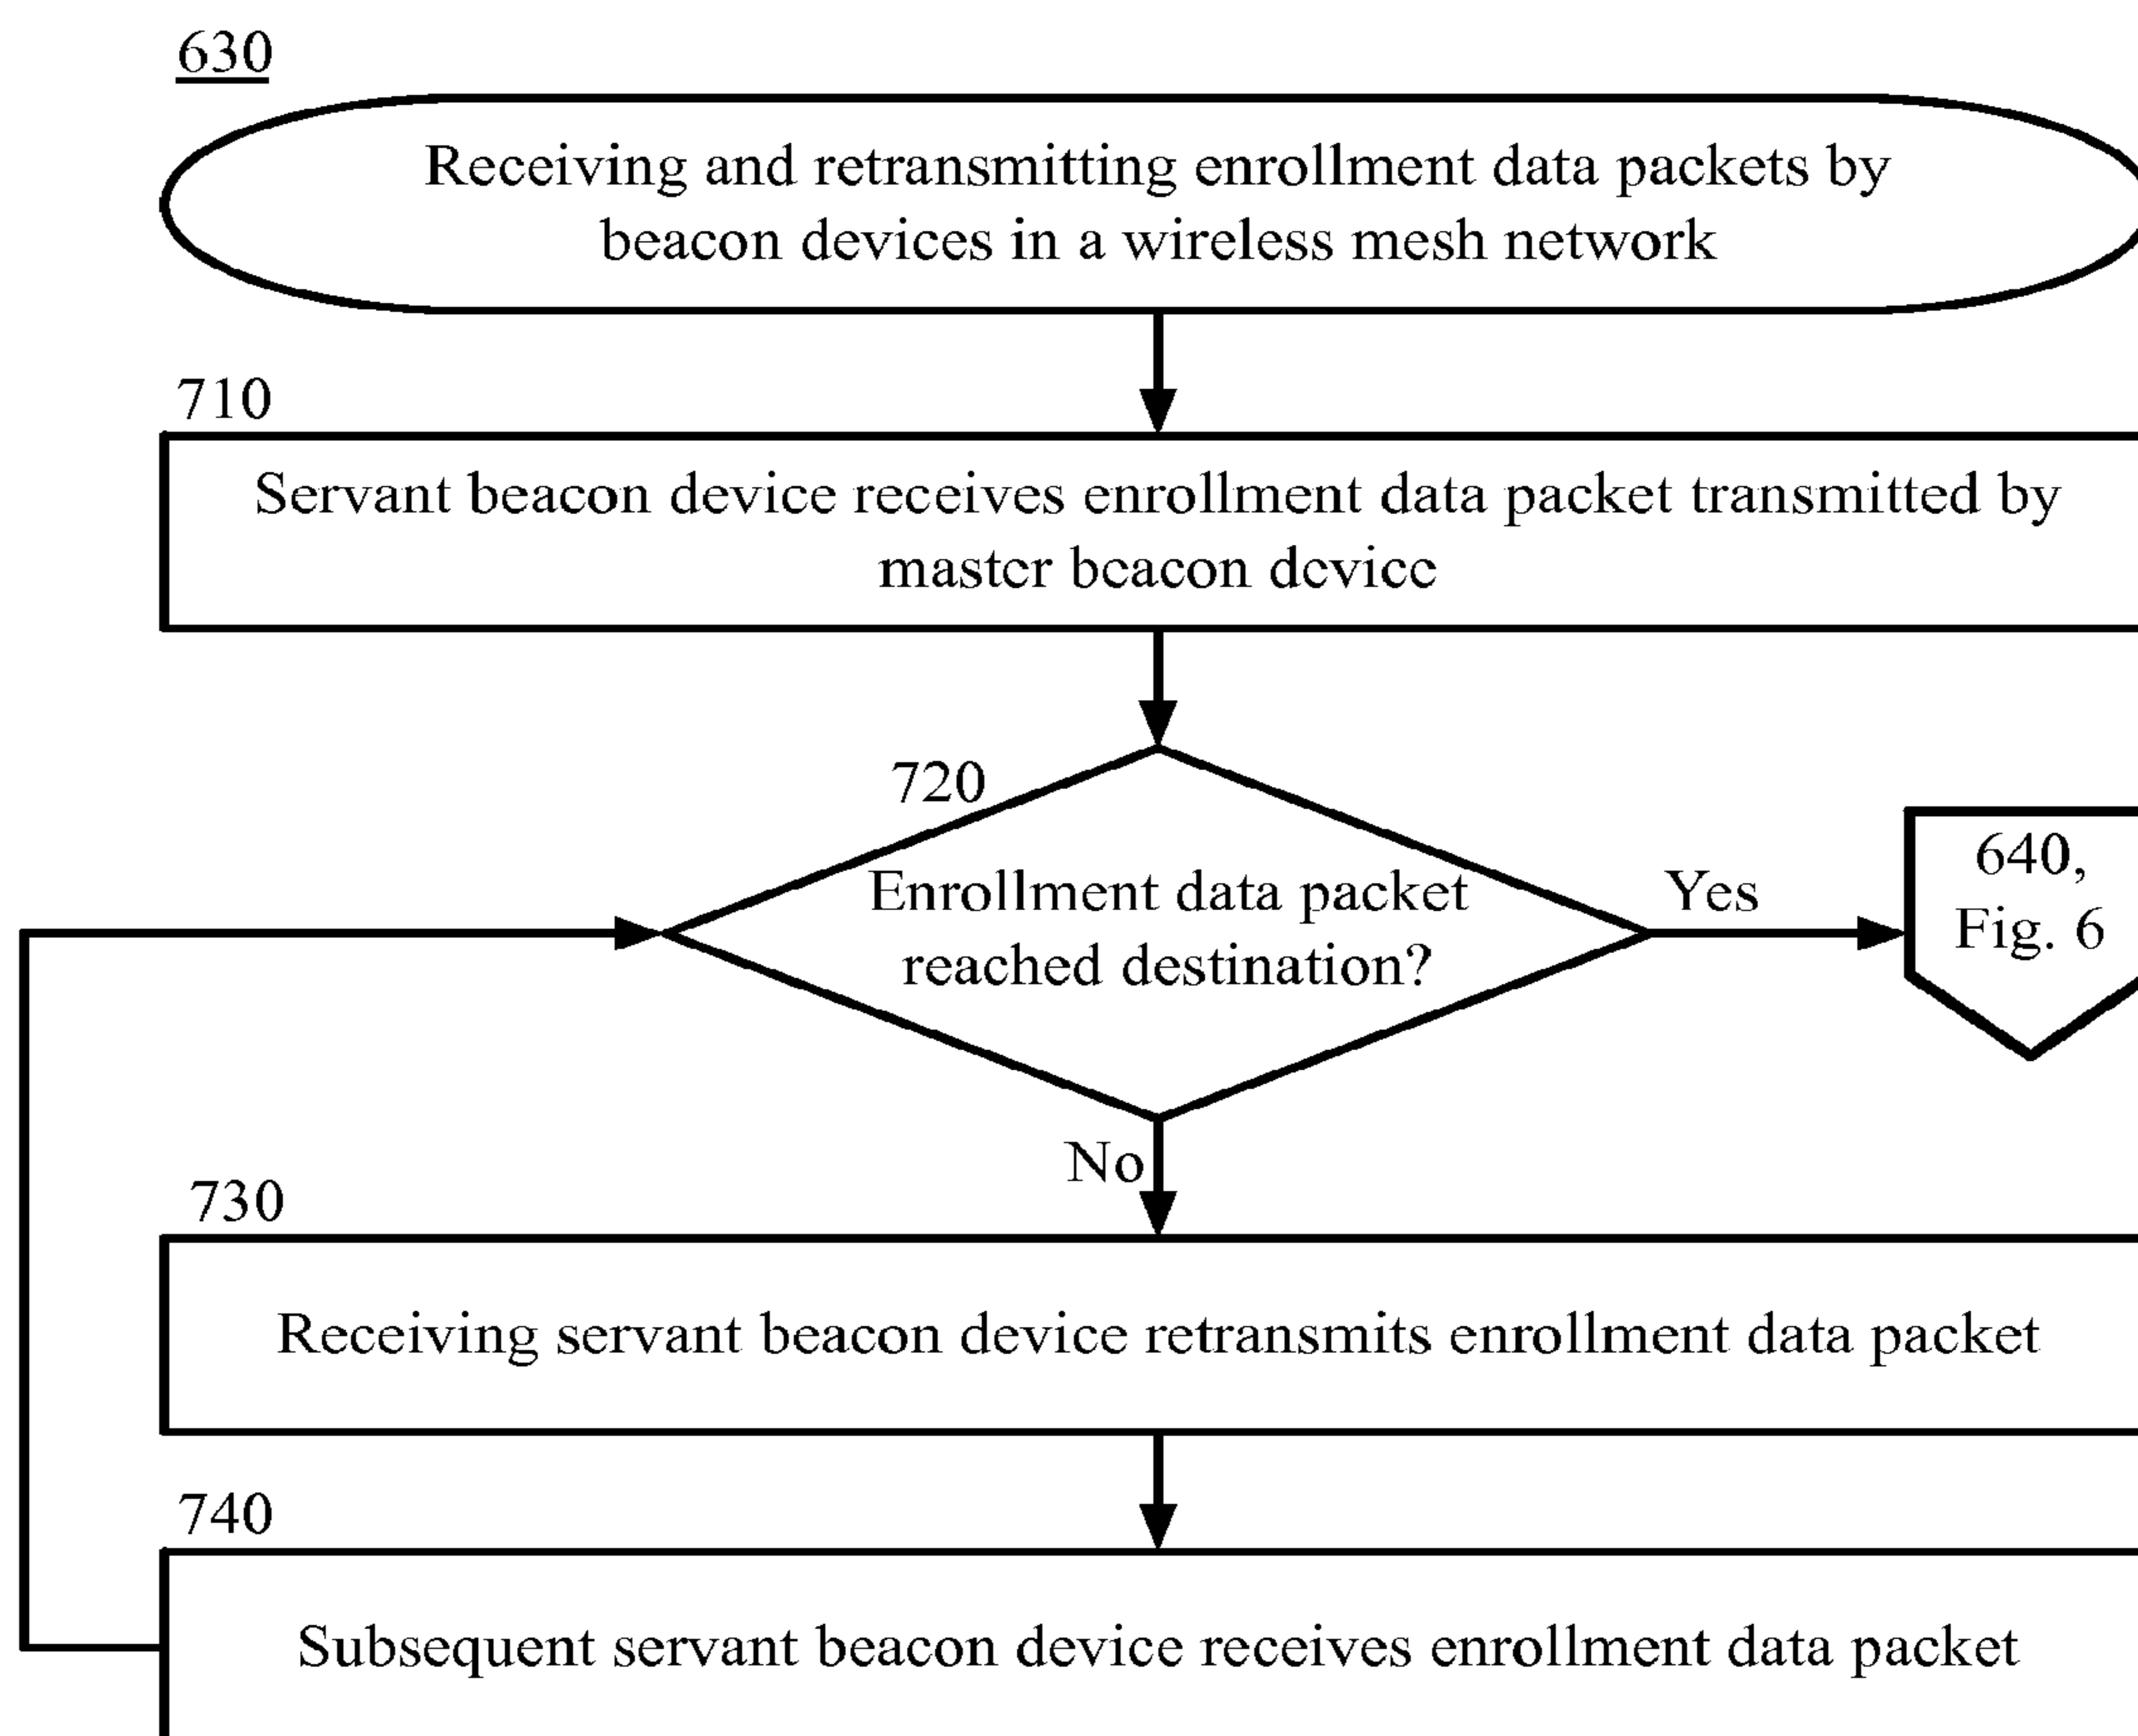 630
Receiving and retransmitting enrollment data packets by
beacon devices in a wireless mesh network
710
Servant beacon device receives enrollment data packet transmitted by
master beacon device
720
Enrollment data packet
reached destination?
Yes
640,
Fig. 6
No
730
Receiving servant beacon device retransmits enrollment data packet
740
Subsequent servant beacon device receives enrollment data packet